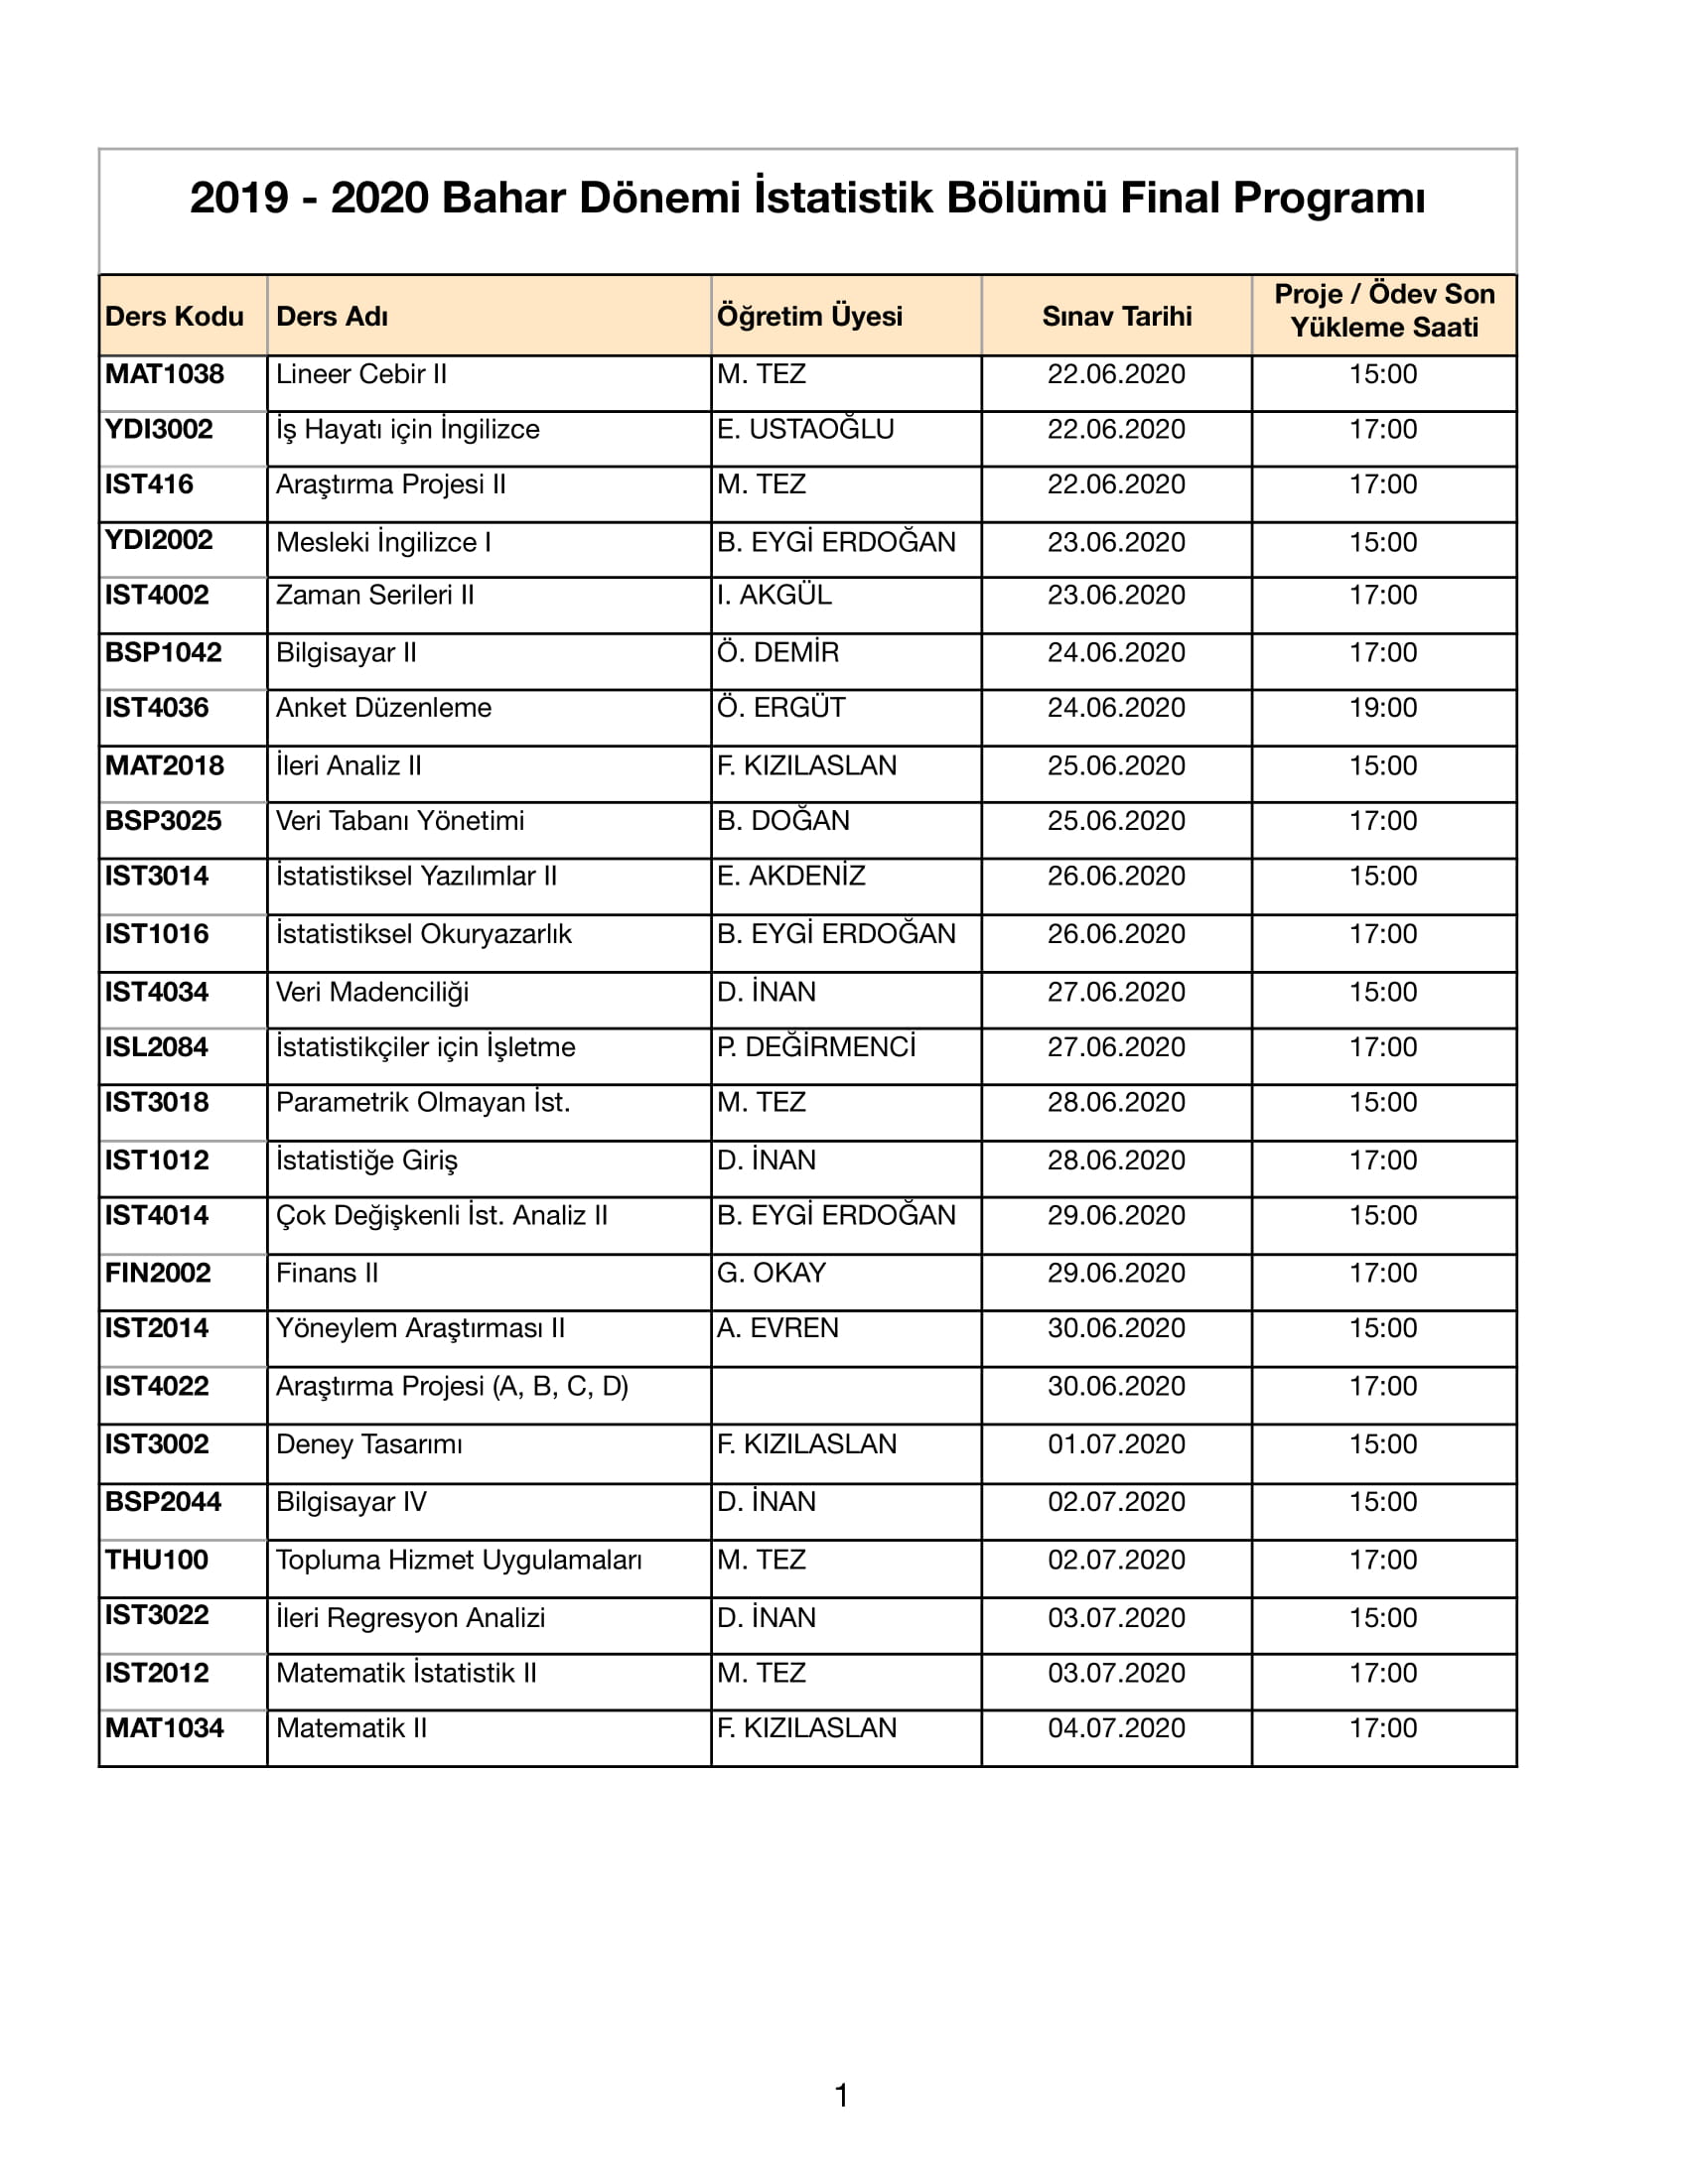 2019 - 2020 Bahar Dönemi İstatistik Bölümü Final Programı
Ders Kodu Ders Adı Öğretim Üyesi Sınav Tarihi Proje / Ödev Son Yükleme Saati
MAT1038 Lineer Cebir II M. TEZ 22.06.2020 15:00
YDI3002 İş Hayatı için İngilizce E. USTAOĞLU 22.06.2020 17:00
IST416 Araştırma Projesi II M. TEZ 22.06.2020 17:00
YDI2002 Mesleki İngilizce I B. EYGİ ERDOĞAN 23.06.2020 15:00
IST4002 Zaman Serileri II I. AKGÜL 23.06.2020 17:00
BSP1042 Bilgisayar II Ö. DEMİR 24.06.2020 17:00
IST4036 Anket Düzenleme Ö. ERGÜT 24.06.2020 19:00
MAT2018 İleri Analiz II F. KIZILASLAN 25.06.2020 15:00
BSP3025 Veri Tabanı Yönetimi B. DOĞAN 25.06.2020 17:00
IST3014 İstatistiksel Yazılımlar II E. AKDENİZ 26.06.2020 15:00
IST1016 İstatistiksel Okuryazarlık B. EYGİ ERDOĞAN 26.06.2020 17:00
IST4034 Veri Madenciliği D. İNAN 27.06.2020 15:00
ISL2084 İstatistikçiler için İşletme P. DEĞİRMENCİ 27.06.2020 17:00
IST3018 Parametrik Olmayan İst. M. TEZ 28.06.2020 15:00
IST1012 İstatistiğe Giriş D. İNAN 28.06.2020 17:00
IST4014 Çok Değişkenli İst. Analiz II B. EYGİ ERDOĞAN 29.06.2020 15:00
FIN2002 Finans II G. OKAY 29.06.2020 17:00
IST2014 Yöneylem Araştırması II A. EVREN 30.06.2020 15:00
IST4022 Araştırma Projesi (A, B, C, D) 30.06.2020 17:00
IST3002 Deney Tasarımı F. KIZILASLAN 01.07.2020 15:00
BSP2044 Bilgisayar IV D. İNAN 02.07.2020 15:00
THU100 Topluma Hizmet Uygulamaları M. TEZ 02.07.2020 17:00
IST3022 İleri Regresyon Analizi D. İNAN 03.07.2020 15:00
IST2012 Matematik İstatistik II M. TEZ 03.07.2020 17:00
MAT1034 Matematik II F. KIZILASLAN 04.07.2020 17:00
1